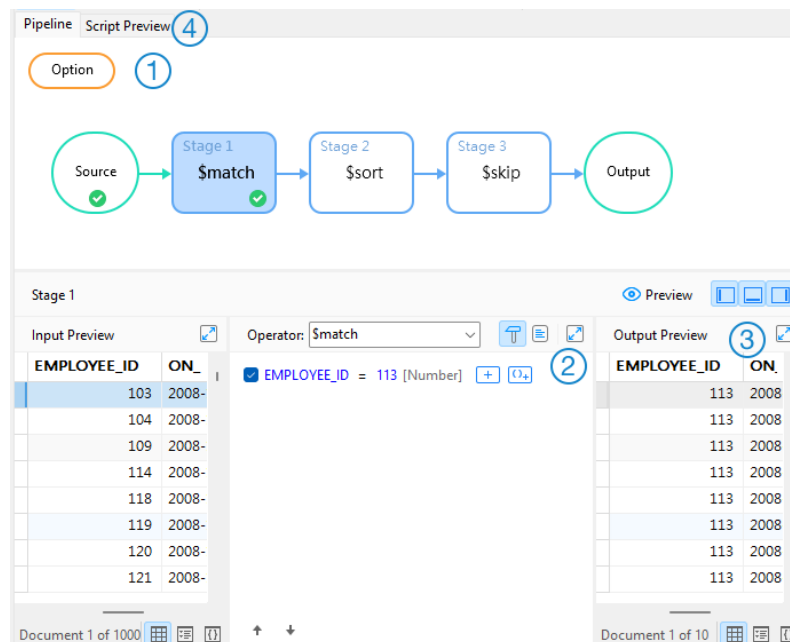 Pipeline Script Preview 4
Option 1
Stage 1 Stage 2 Stage 3
Source $match $sort $skip Output
Stage 1 Preview
Input Preview Operator: $match Output Preview 3
EMPLOYEE_ID ON_ EMPLOYEE_ID = 113 [Number] 2 EMPLOYEE_ID ON_
103 2008- 113 2008
104 2008- 113 2008
109 2008- 113 2008
114 2008- 113 2008
118 2008- 113 2008
119 2008- 113 2008
120 2008- 113 2008
121 2008- 113 2008
Document 1 of 1000 Document 1 of 10